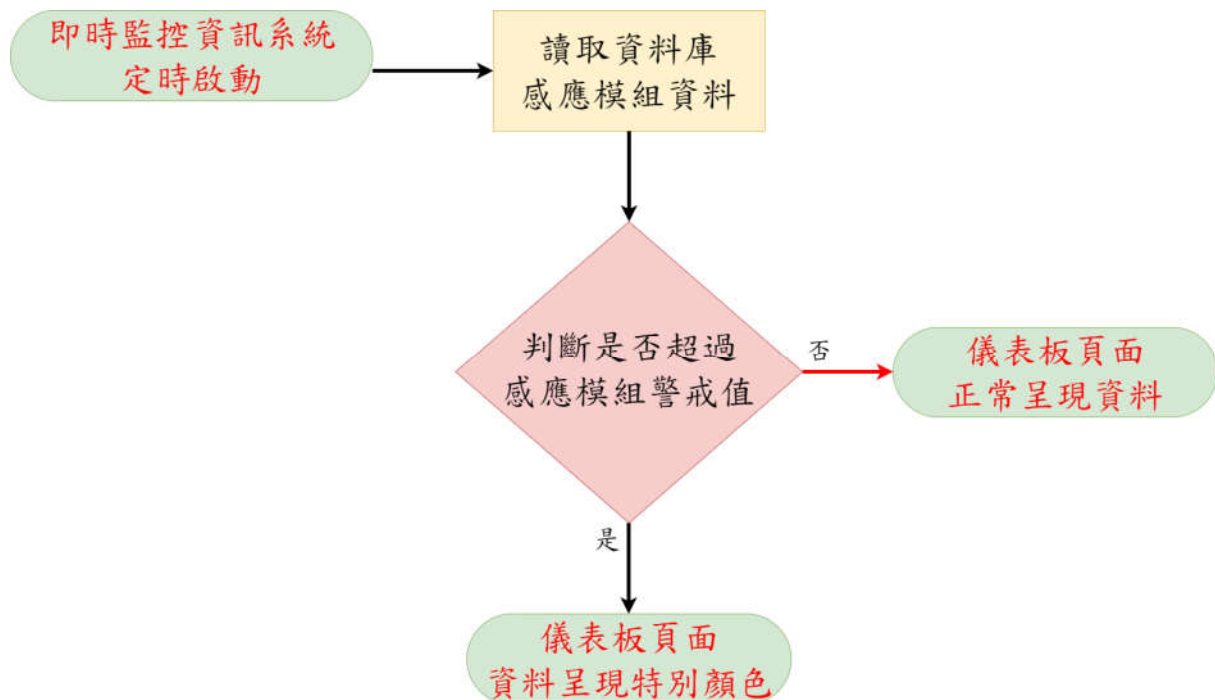 即時監控資訊系統
定時啟動
讀取資料庫
感應模組資料
判斷是否超過
感應模組警戒值
否
儀表板頁面
正常呈現資料
是
儀表板頁面
資料呈現特別顏色